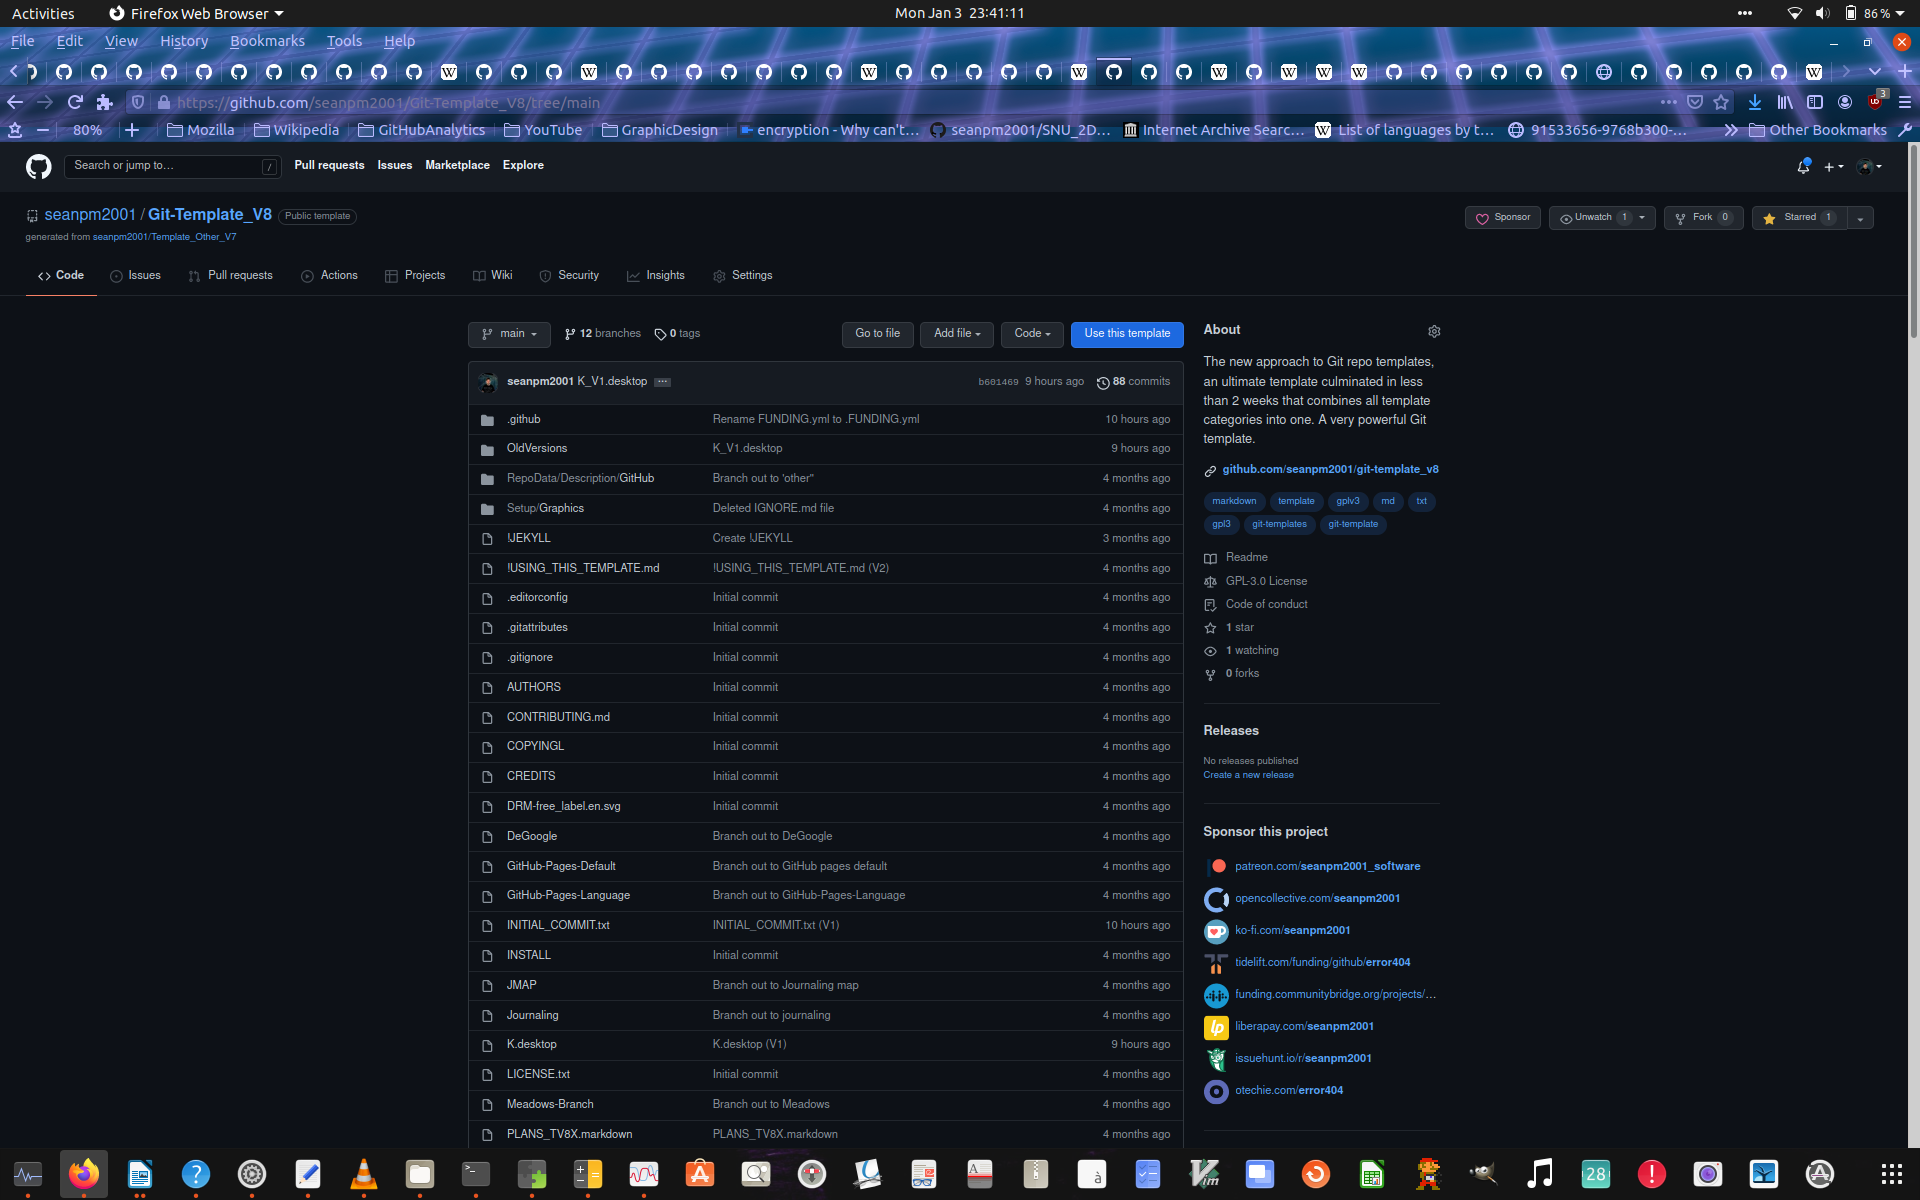 Activities
Firefox Web Browser
Mon Jan 3 23:41:11
86 %
File Edit View History Bookmarks Tools Help
https://github.com/seanpm2001/Git-Template_V8/tree/main
3
80%
Mozilla
Wikipedia
GitHubAnalytics
YouTube
GraphicDesign
encryption - Why can't...
seanpm2001/SNU_2D...
Internet Archive Searc...
List of languages by t...
91533656-9768b300-...
Other Bookmarks
Search or jump to...
/
Pull requests
Issues
Marketplace
Explore
seanpm2001 / Git-Template_V8
Public template
generated from seanpm2001/Template_Other_V7
Sponsor
Unwatch 1
Fork 0
Starred 1
Code
Issues
Pull requests
Actions
Projects
Wiki
Security
Insights
Settings
main
12 branches
0 tags
Go to file
Add file
Code
Use this template
seanpm2001 K_V1.desktop
b601469 9 hours ago
88 commits
.github Rename FUNDING.yml to .FUNDING.yml 10 hours ago
OldVersions K_V1.desktop 9 hours ago
RepoData/Description/GitHub Branch out to 'other" 4 months ago
Setup/Graphics Deleted IGNORE.md file 4 months ago
!JEKYLL Create !JEKYLL 3 months ago
!USING_THIS_TEMPLATE.md !USING_THIS_TEMPLATE.md (V2) 4 months ago
.editorconfig Initial commit 4 months ago
.gitattributes Initial commit 4 months ago
.gitignore Initial commit 4 months ago
AUTHORS Initial commit 4 months ago
CONTRIBUTING.md Initial commit 4 months ago
COPYINGL Initial commit 4 months ago
CREDITS Initial commit 4 months ago
DRM-free_label.en.svg Initial commit 4 months ago
DeGoogle Branch out to DeGoogle 4 months ago
GitHub-Pages-Default Branch out to GitHub pages default 4 months ago
GitHub-Pages-Language Branch out to GitHub-Pages-Language 4 months ago
INITIAL_COMMIT.txt INITIAL_COMMIT.txt (V1) 10 hours ago
INSTALL Initial commit 4 months ago
JMAP Branch out to Journaling map 4 months ago
Journaling Branch out to journaling 4 months ago
K.desktop K.desktop (V1) 9 hours ago
LICENSE.txt Initial commit 4 months ago
Meadows-Branch Branch out to Meadows 4 months ago
PLANS_TV8X.markdown PLANS_TV8X.markdown 4 months ago
About
The new approach to Git repo templates,
an ultimate template culminated in less
than 2 weeks that combines all template
categories into one. A very powerful Git
template.
github.com/seanpm2001/git-template_v8
markdown template gplv3 md txt
gpl3 git-templates git-template
Readme
GPL-3.0 License
Code of conduct
1 star
1 watching
0 forks
Releases
No releases published
Create a new release
Sponsor this project
patreon.com/seanpm2001_software
opencollective.com/seanpm2001
ko-fi.com/seanpm2001
tidelift.com/funding/github/error404
funding.communitybridge.org/projects/...
liberapay.com/seanpm2001
issuehunt.io/r/seanpm2001
otechie.com/error404
28